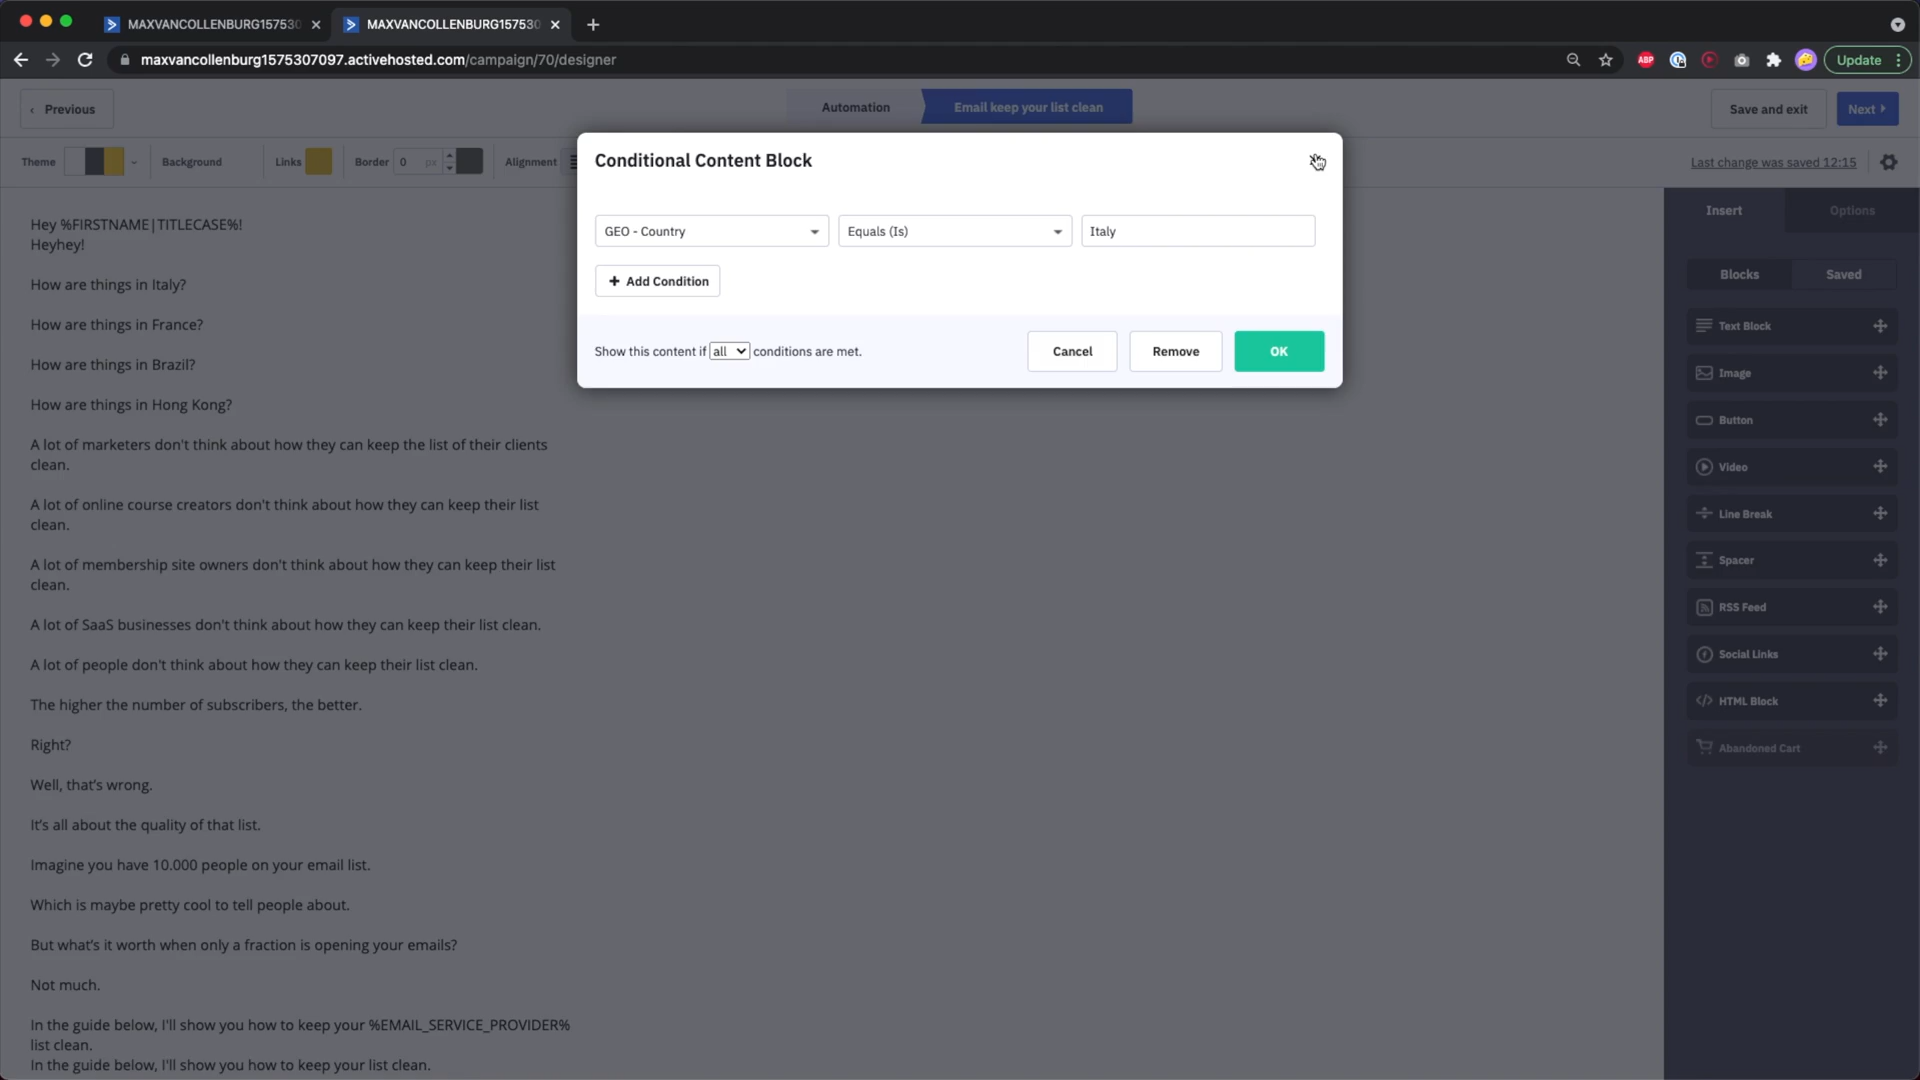 MAXVANCOLLENBURG157530
MAXVANCOLLENBURG157530
maxvancollenburg1575307097.activehosted.com/campaign/70/designer
ABP
Update
Previous
Automation
Email keep your list clean
Save and exit
Next
Theme
Background
Links
Border
0
px
Alignment
Last change was saved 12:15
Conditional Content Block
GEO - Country
Equals (Is)
Italy
+ Add Condition
Show this content if all conditions are met.
Cancel
Remove
OK
Hey %FIRSTNAME|TITLECASE%!
Heyhey!
How are things in Italy?
How are things in France?
How are things in Brazil?
How are things in Hong Kong?
A lot of marketers don't think about how they can keep the list of their clients
clean.
A lot of online course creators don't think about how they can keep their list
clean.
A lot of membership site owners don't think about how they can keep their list
clean.
A lot of SaaS businesses don't think about how they can keep their list clean.
A lot of people don't think about how they can keep their list clean.
The higher the number of subscribers, the better.
Right?
Well, that's wrong.
It's all about the quality of that list.
Imagine you have 10.000 people on your email list.
Which is maybe pretty cool to tell people about.
But what's it worth when only a fraction is opening your emails?
Not much.
In the guide below, I'll show you how to keep your %EMAIL_SERVICE_PROVIDER%
list clean.
In the guide below, I'll show you how to keep your list clean.
Insert
Options
Blocks
Saved
Text Block
Image
Button
Video
Line Break
Spacer
RSS Feed
Social Links
HTML Block
Abandoned Cart